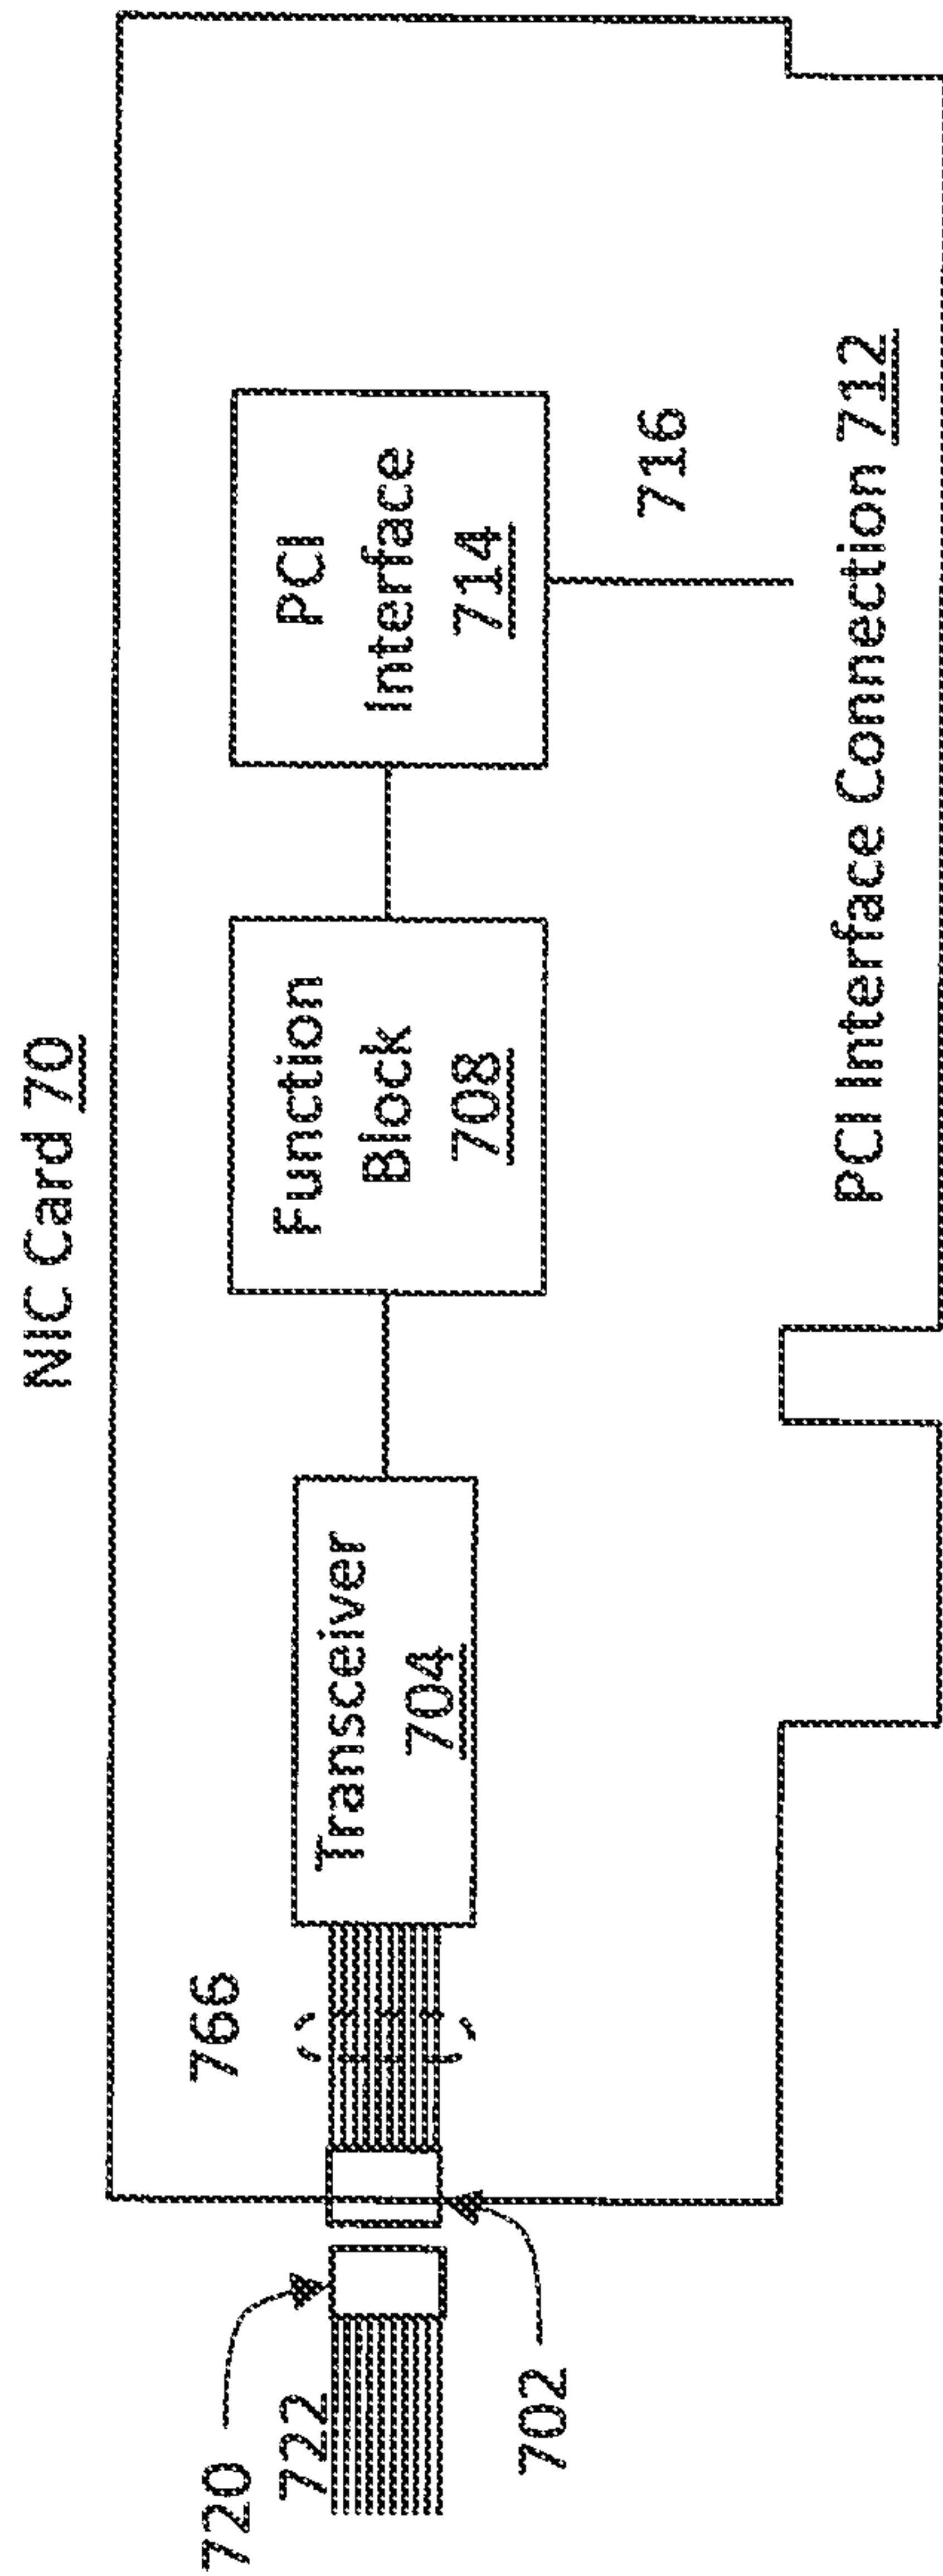 NIC Card 70
720
722
702
766
Transceiver
704
Function
Block
708
PCI
Interface
714
716
PCI Interface Connection 712